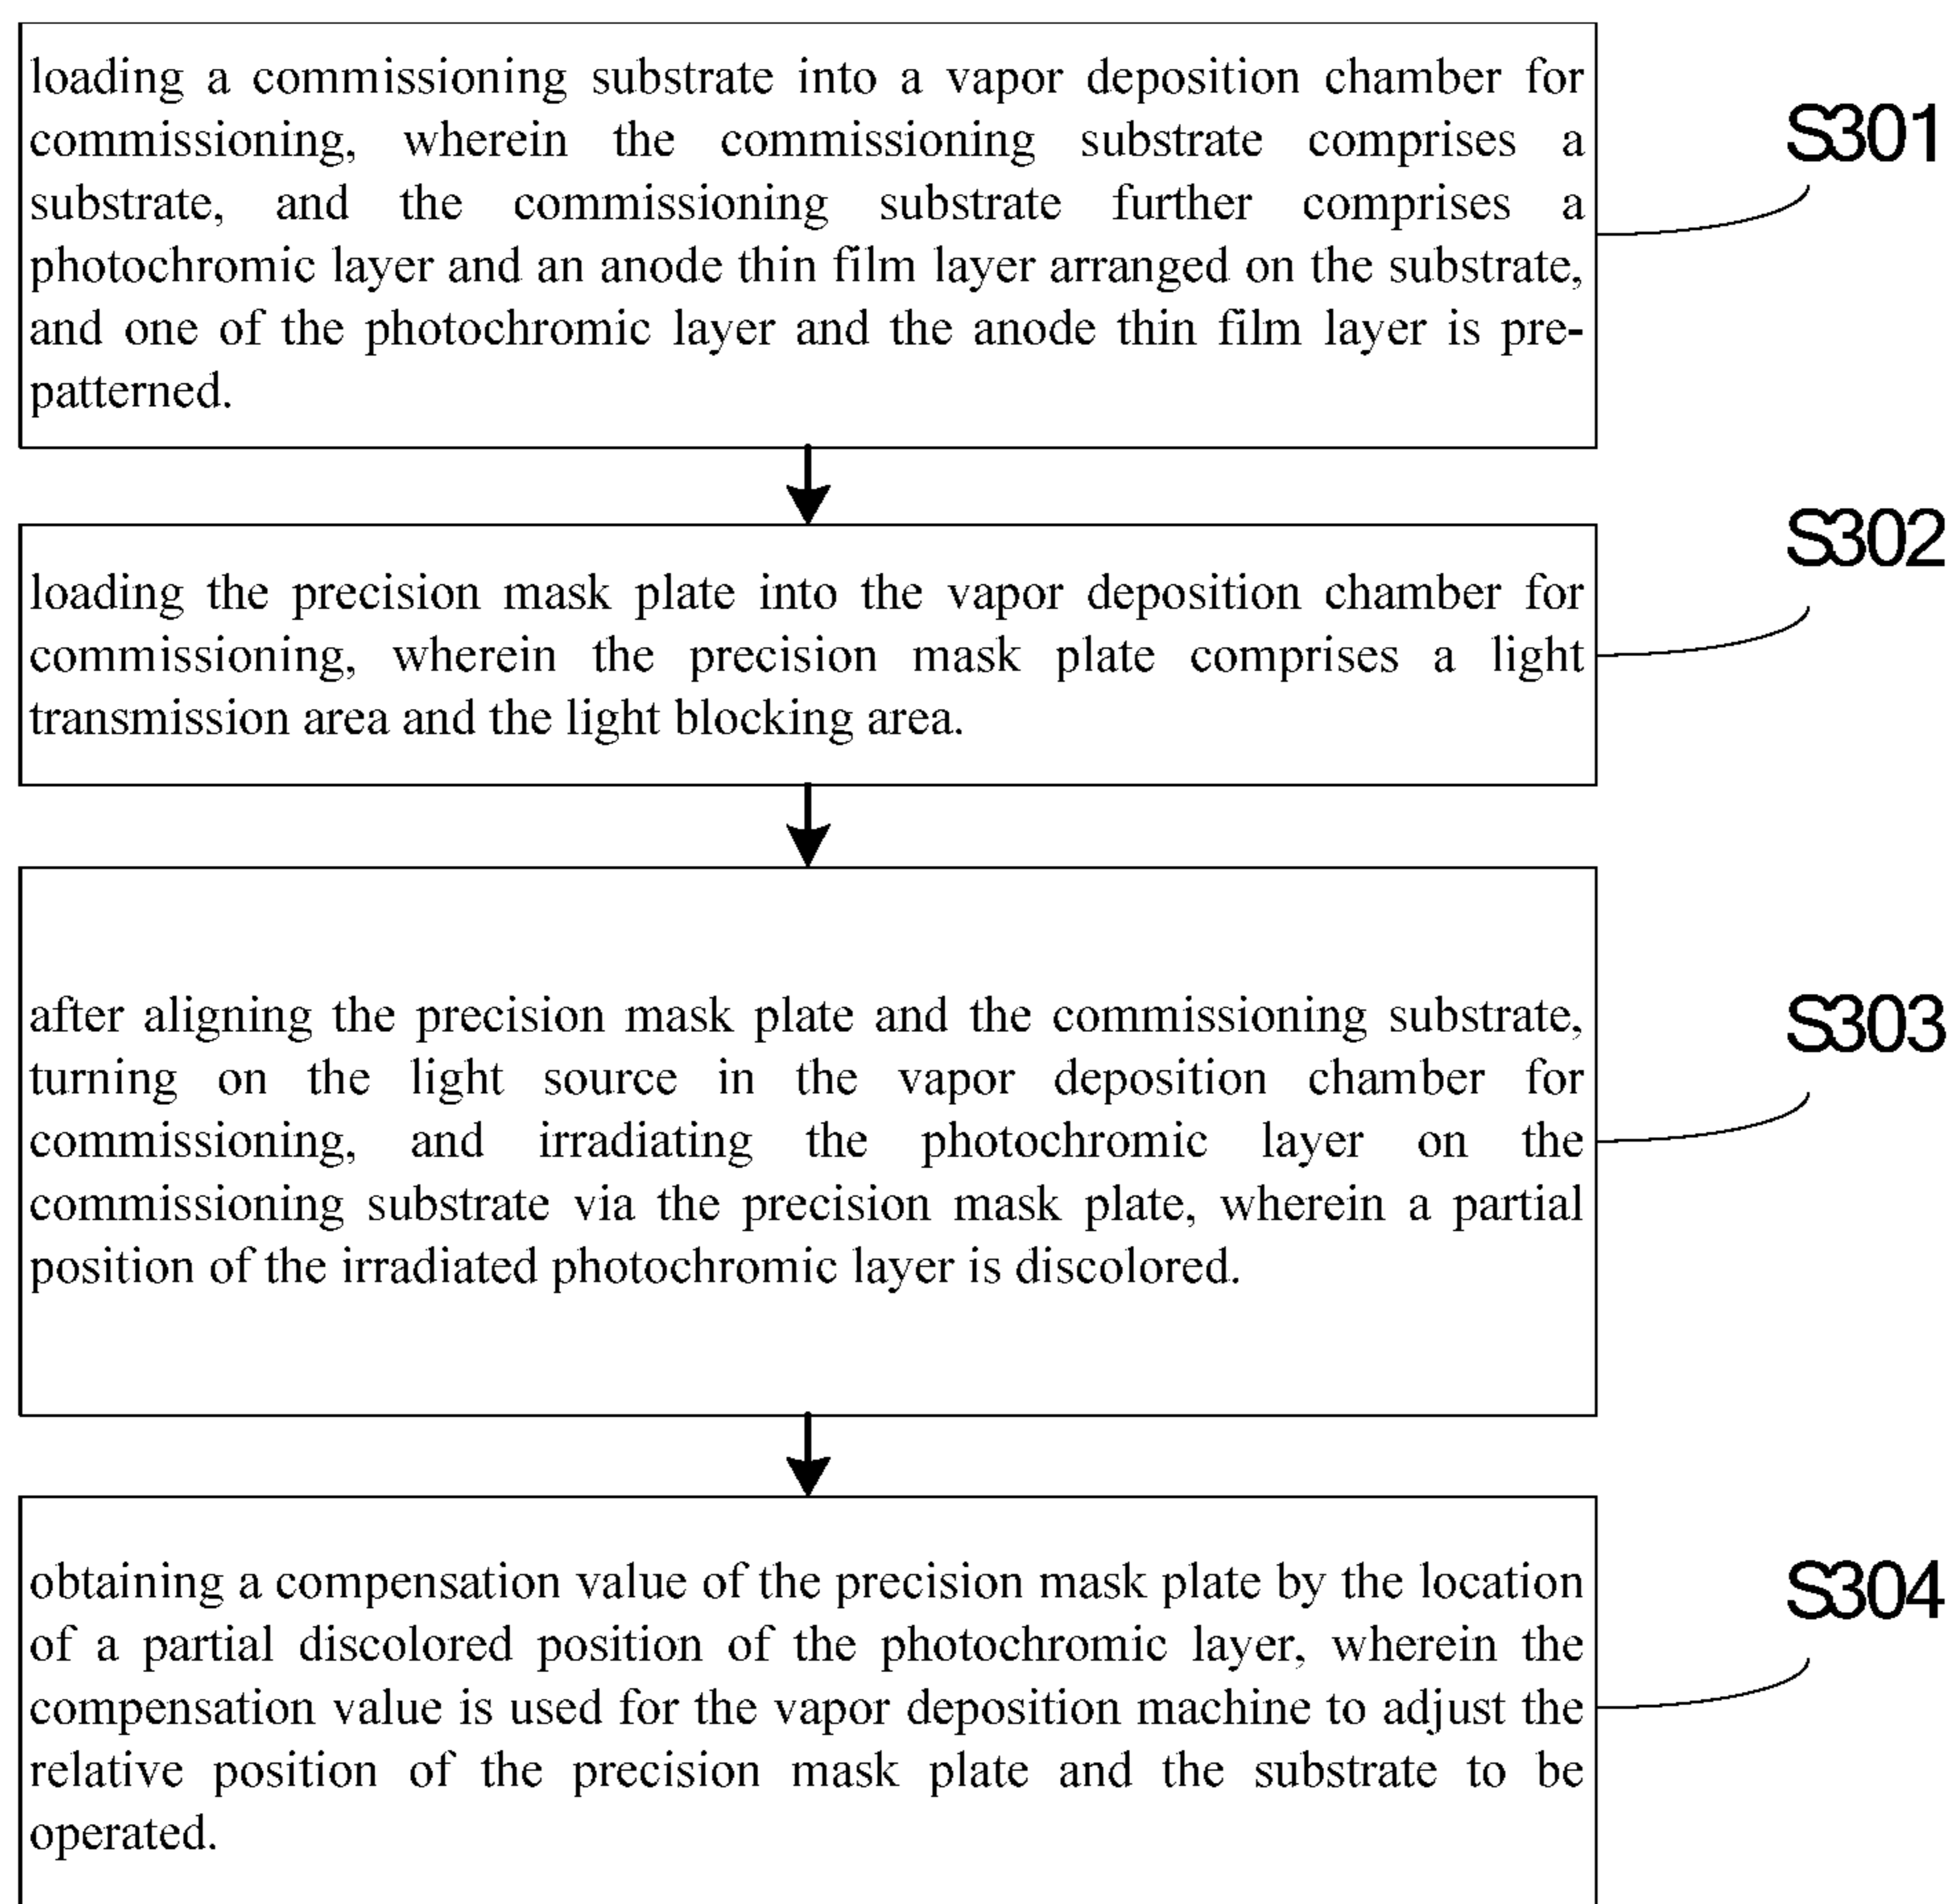 loading a commissioning substrate into a vapor deposition chamber for
commissioning, wherein the commissioning substrate comprises a
substrate, and the commissioning substrate further comprises a
photochromic layer and an anode thin film layer arranged on the substrate,
and one of the photochromic layer and the anode thin film layer is pre-
patterned.
S301
loading the precision mask plate into the vapor deposition chamber for
commissioning, wherein the precision mask plate comprises a light
transmission area and the light blocking area.
S302
after aligning the precision mask plate and the commissioning substrate,
turning on the light source in the vapor deposition chamber for
commissioning, and irradiating the photochromic layer on the
commissioning substrate via the precision mask plate, wherein a partial
position of the irradiated photochromic layer is discolored.
S303
obtaining a compensation value of the precision mask plate by the location
of a partial discolored position of the photochromic layer, wherein the
compensation value is used for the vapor deposition machine to adjust the
relative position of the precision mask plate and the substrate to be
operated.
S304